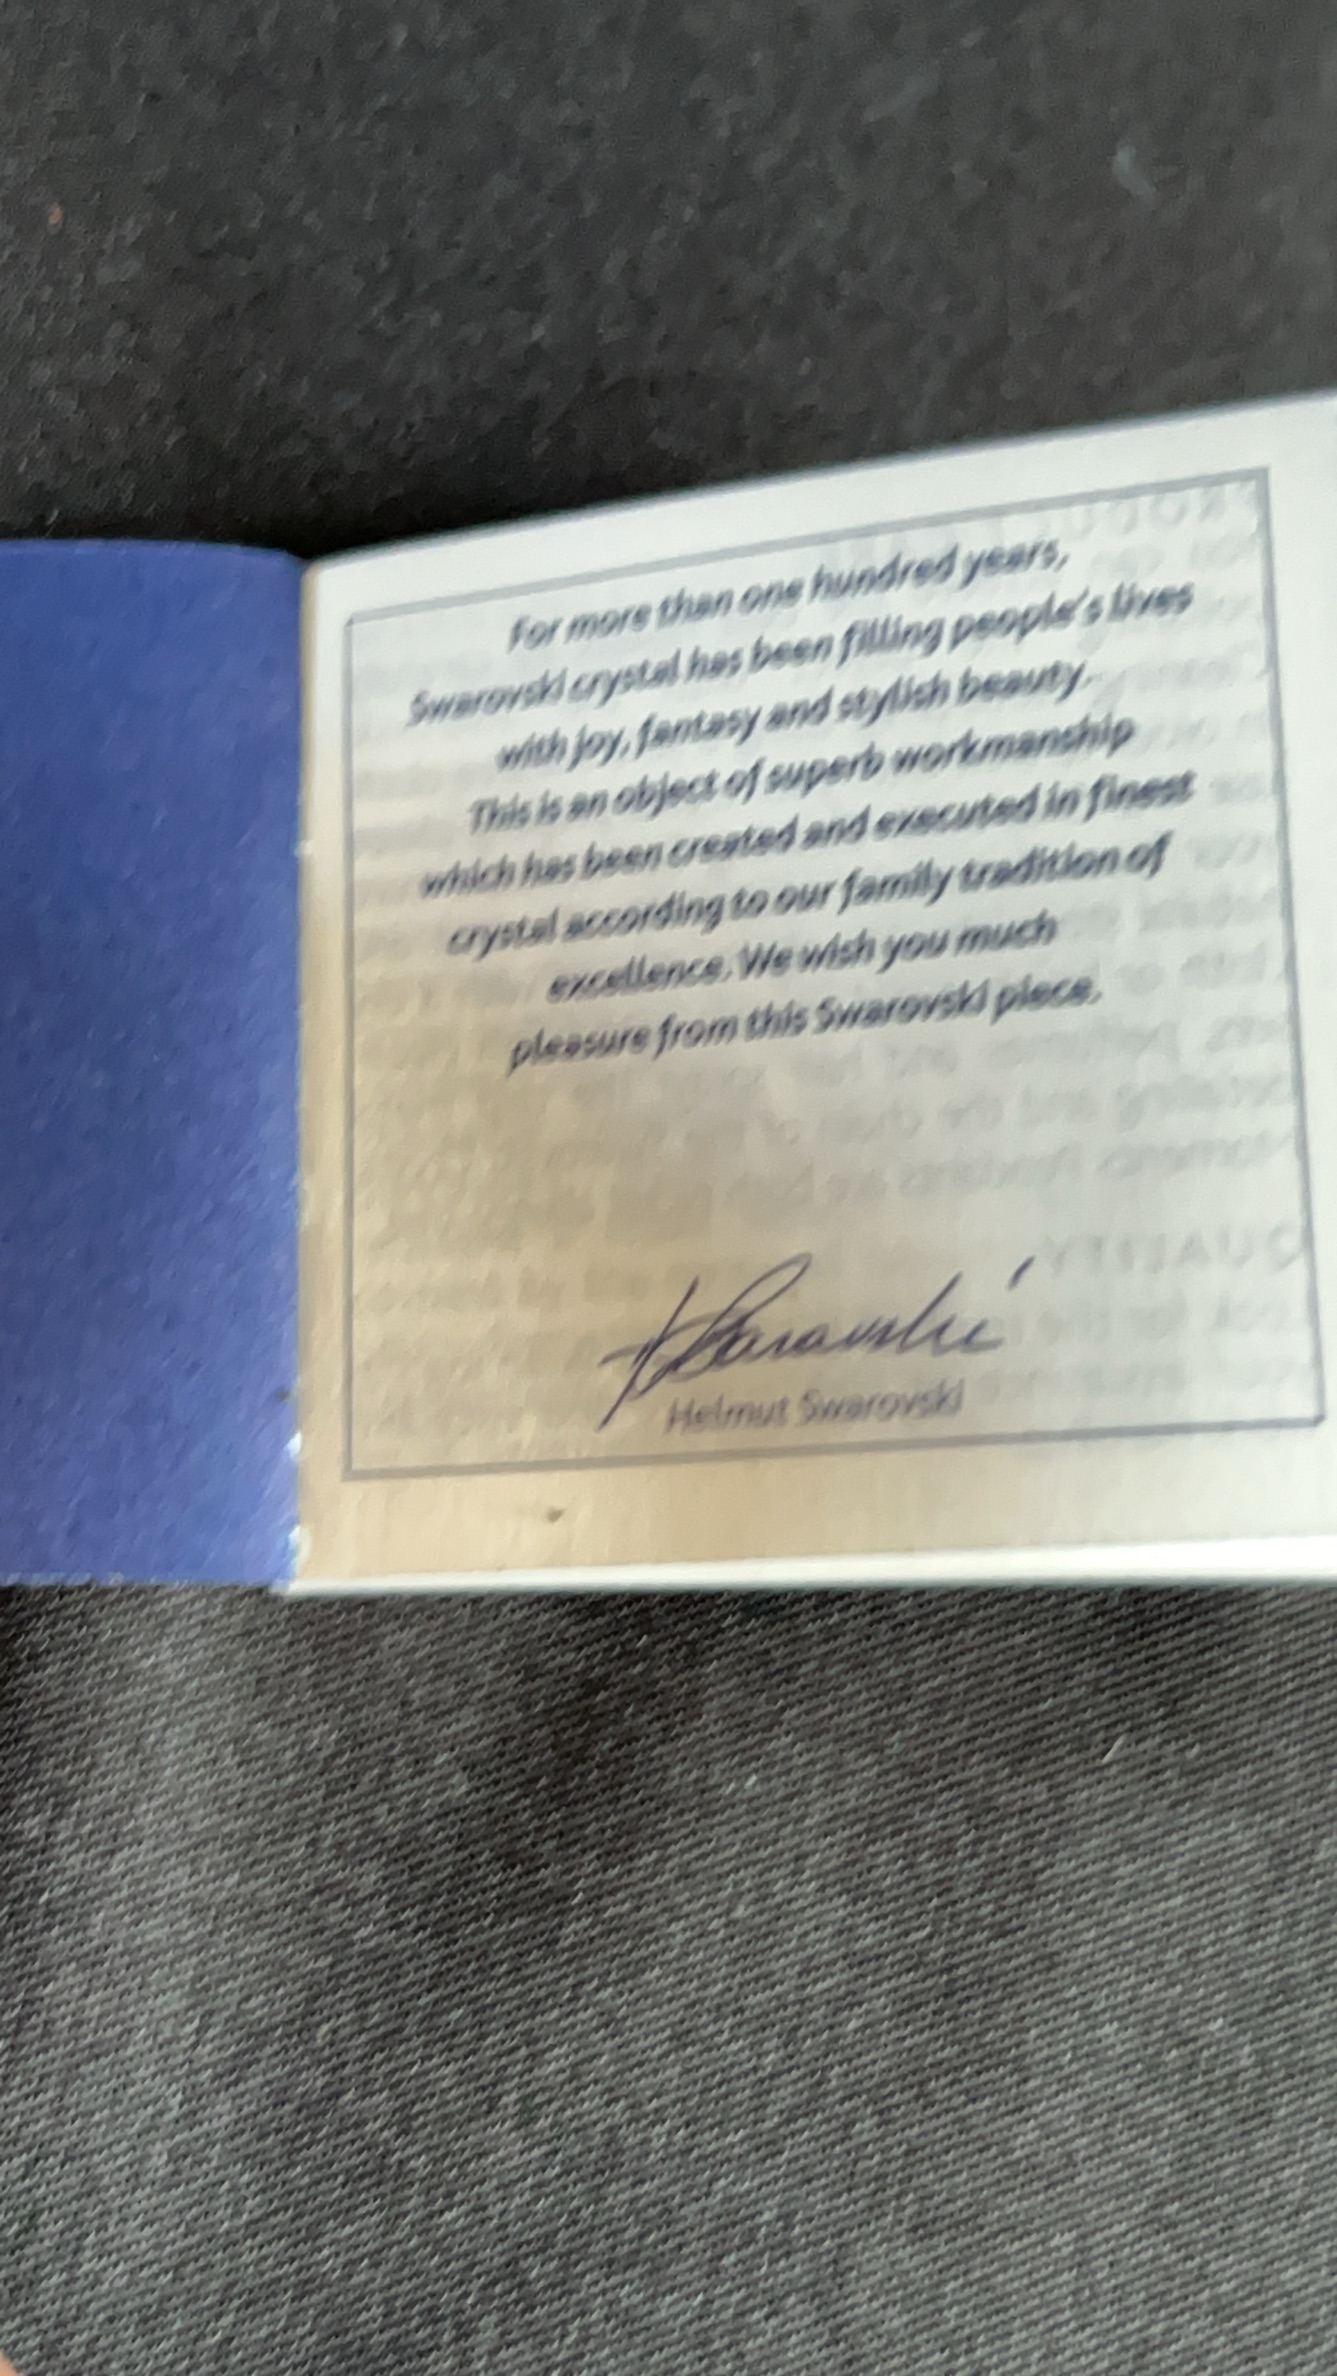 For more than one hundred years,
Swarovski crystal has been filling people's lives
with joy, fantasy and stylish beauty.
This is an object of superb workmanship
which has been created and executed in finest
crystal according to our family tradition of
excellence. We wish you much
pleasure from this Swarovski piece.
Helmut Swarovski